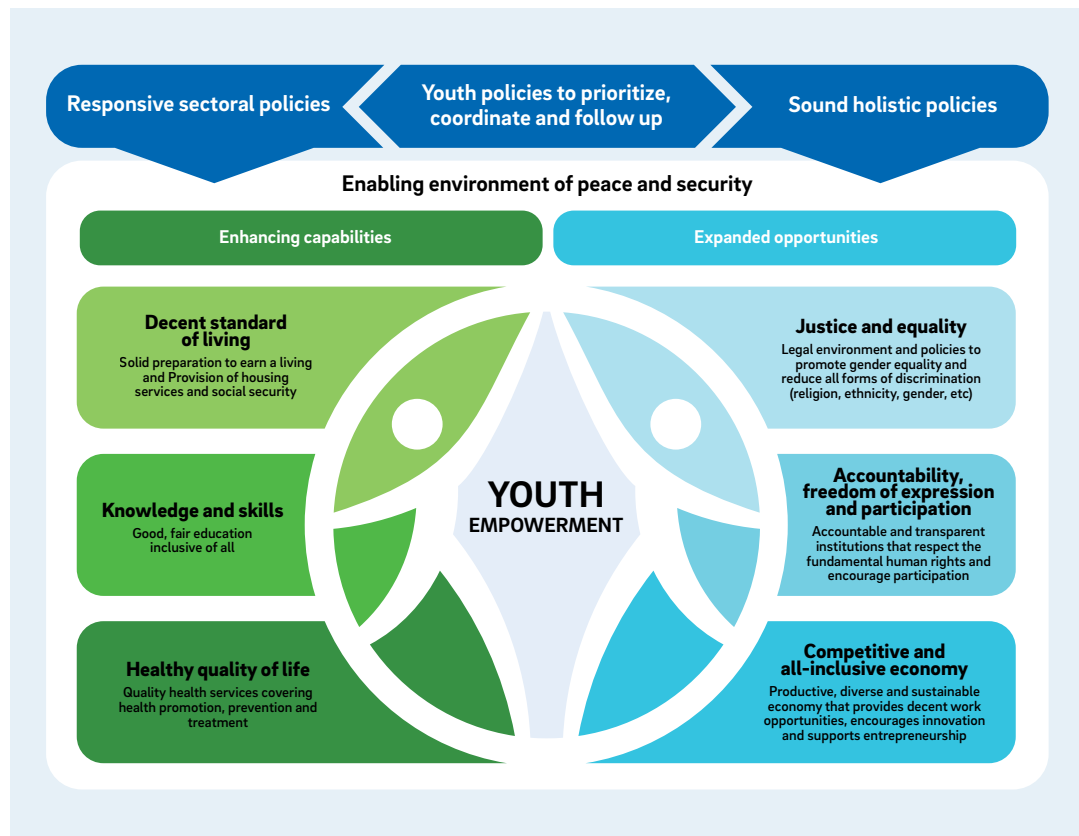 Responsive sectoral policies
Youth policies to prioritize,
coordinate and follow up
Sound holistic policies
Enabling environment of peace and security
Enhancing capabilities
Expanded opportunities
Decent standard
of living
Solid preparation to earn a living
and Provision of housing
services and social security
Justice and equality
Legal environment and policies to
promote gender equality and
reduce all forms of discrimination
(religion, ethnicity, gender, etc)
Knowledge and skills
Good, fair education
inclusive of all
YOUTH
EMPOWERMENT
Accountability,
freedom of expression
and participation
Accountable and transparent
institutions that respect the
fundamental human rights and
encourage participation
Healthy quality of life
Quality health services covering
health promotion, prevention and
treatment
Competitive and
all-inclusive economy
Productive, diverse and sustainable
economy that provides decent work
opportunities, encourages innovation
and supports entrepreneurship